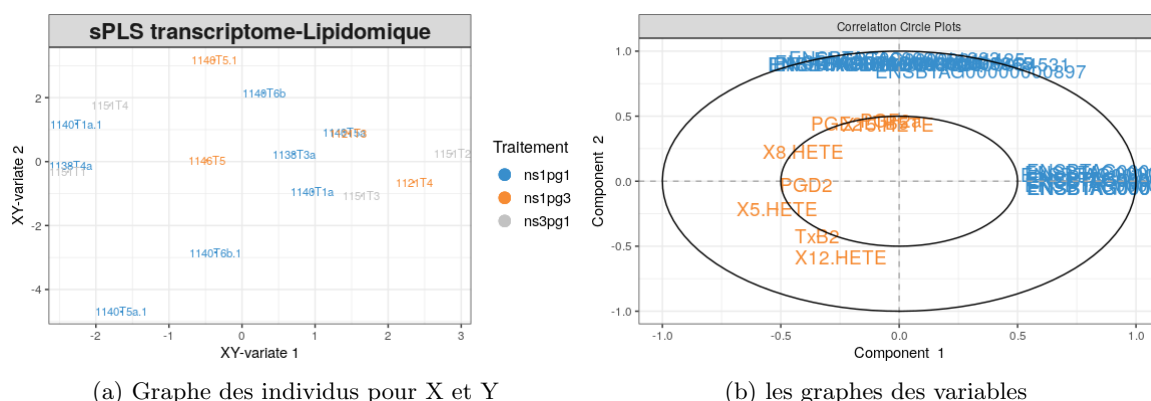 sPLS transcriptome-Lipidomique
1146T5.1
1148T6b
1151T4
1140T1a.1
1138T3a
1151T2
1138T4a
1146T5
1121T4
1146T1a
1151T3
1140T6b.1
1140T5a.1
2
0
-2
-4
-2
-1
0
1
2
3
XY-variate 1
XY-variate 2
Traitement
ns1pg1
ns1pg3
ns3pg1
(a) Graphe des individus pour X et Y
Correlation Circle Plots
ENSBTAG00000000897
X8.HETE
PGD2
X5.HETE
TxB2
X12.HETE
1.0
0.5
0.0
-0.5
-1.0
-1.0
-0.5
0.0
0.5
1.0
Component 1
Component 2
(b) les graphes des variables